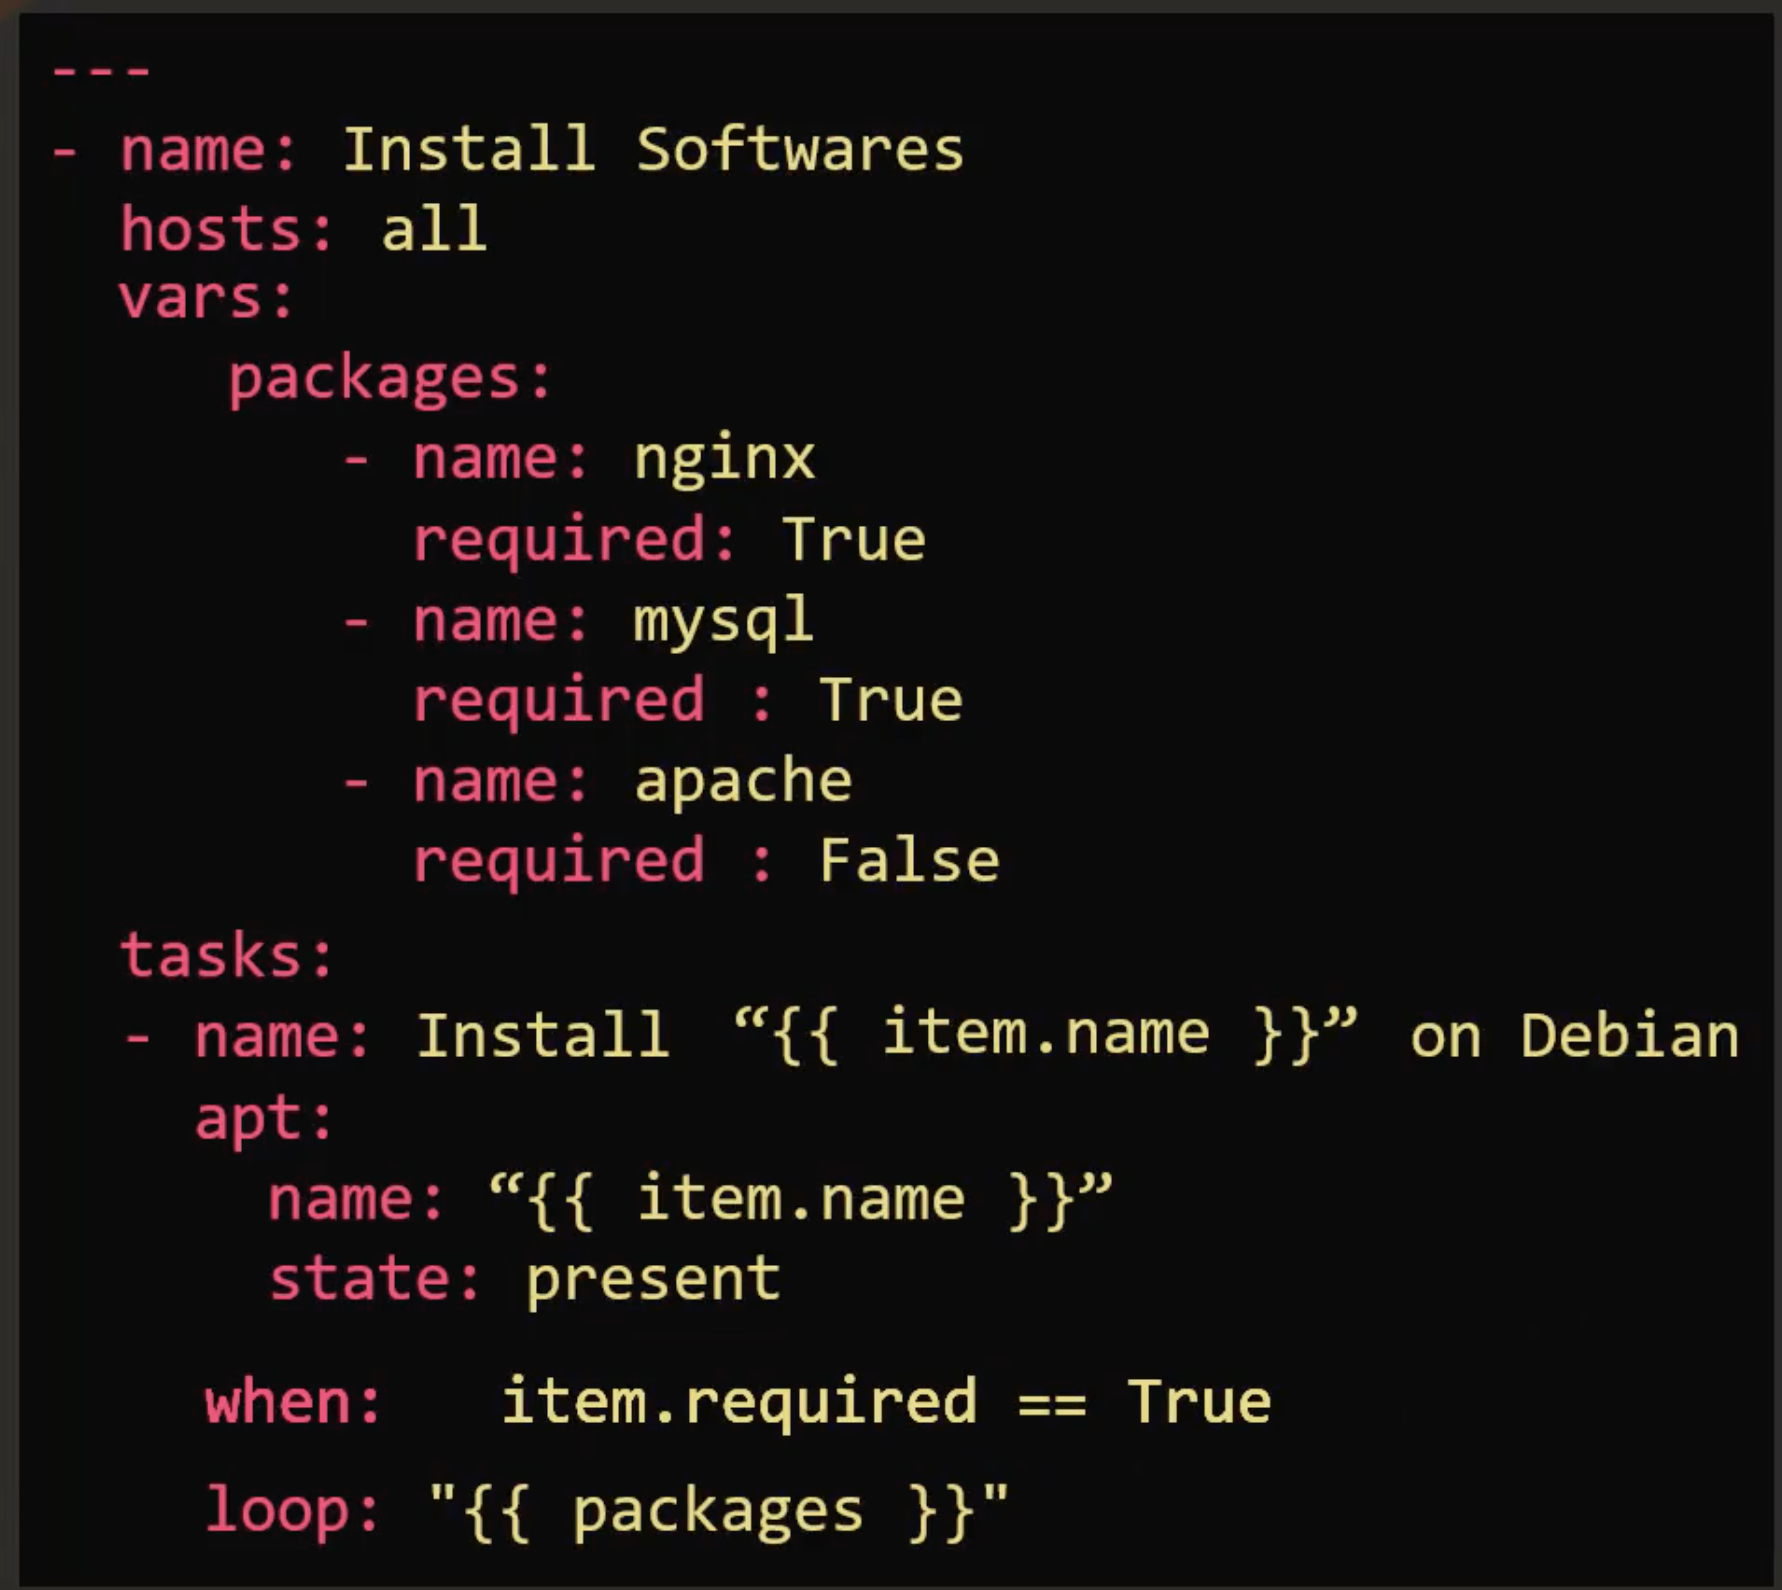 ---
- name: Install Softwares
  hosts: all
  vars:
     packages:
        - name: nginx
          required: True
        - name: mysql
          required : True
        - name: apache
          required : False
  tasks:
  - name: Install “{{ item.name }}” on Debian
    apt:
      name: “{{ item.name }}”
      state: present
    when:   item.required == True
    loop: "{{ packages }}"